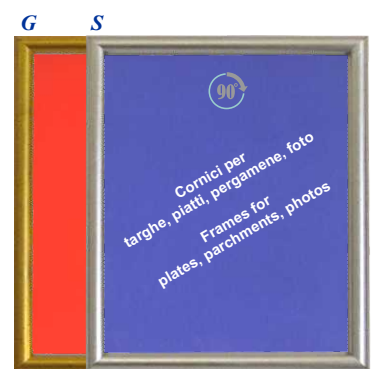 G S
90°
Cornici per
targhe, piatti, pergamene, foto
Frames for
plates, parchments, photos